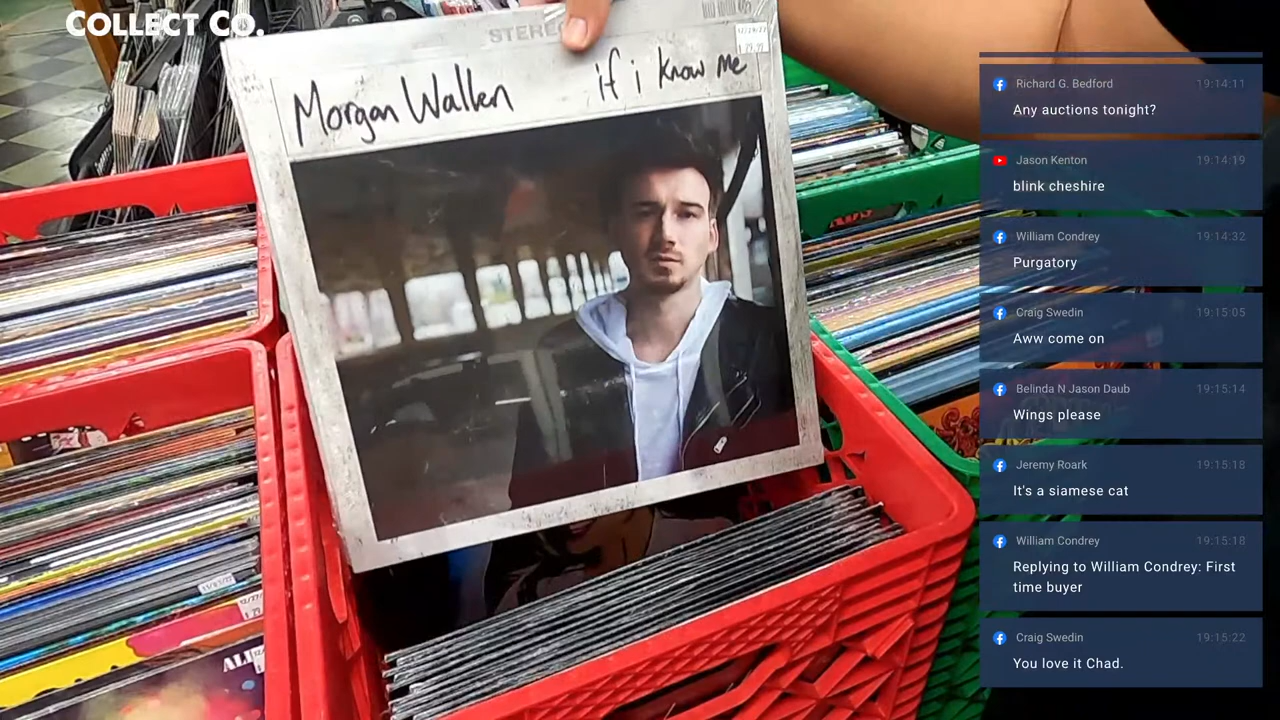 COLLECT CO.
STEREO
Morgan Wallen
if i know me
12/29/22
Richard G. Bedford 19:14:11
Any auctions tonight?
Jason Kenton 19:14:19
blink cheshire
William Condrey 19:14:32
Purgatory
Craig Swedin 19:15:05
Aww come on
Belinda N Jason Daub 19:15:14
Wings please
Jeremy Roark 19:15:18
It's a siamese cat
William Condrey 19:15:18
Replying to William Condrey: First
time buyer
Craig Swedin 19:15:22
You love it Chad.